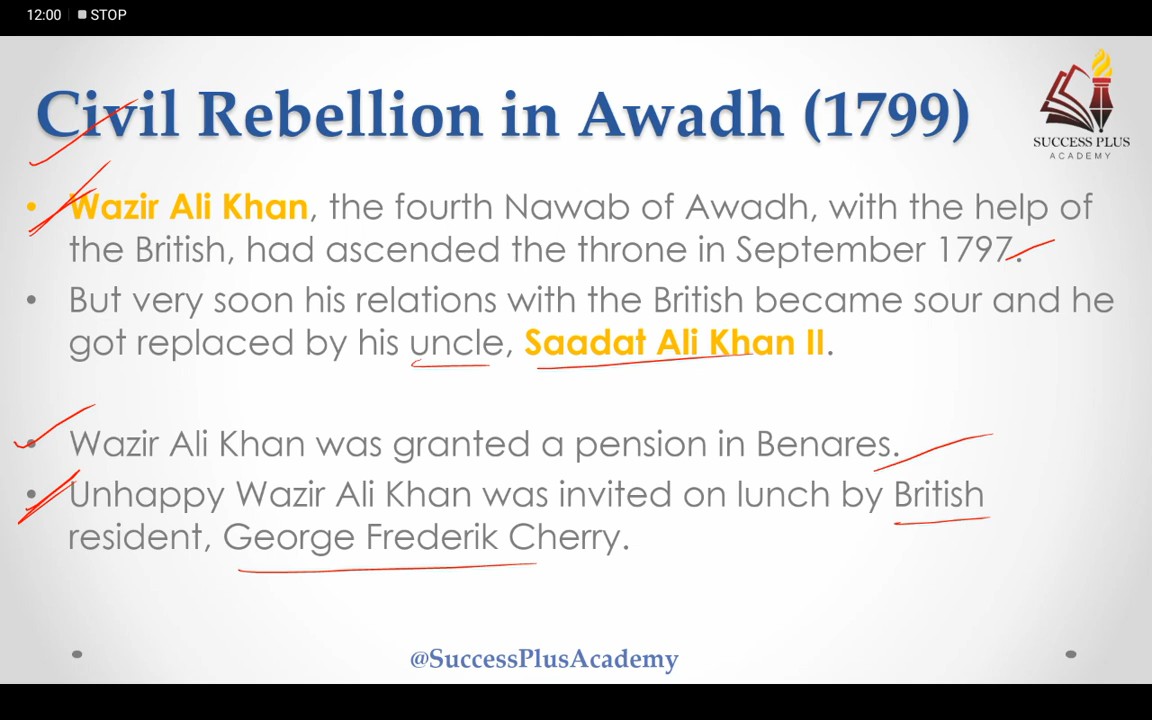 12:00 STOP
Civil Rebellion in Awadh (1799)
SUCCESS PLUS
ACADEMY
• Wazir Ali Khan, the fourth Nawab of Awadh, with the help of
the British, had ascended the throne in September 1797.
• But very soon his relations with the British became sour and he
got replaced by his uncle, Saadat Ali Khan II.
• Wazir Ali Khan was granted a pension in Benares.
• Unhappy Wazir Ali Khan was invited on lunch by British
resident, George Frederik Cherry.
@SuccessPlusAcademy